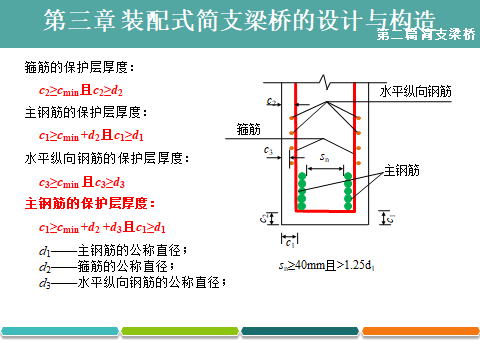 第三章 装配式简支梁桥的设计与构造
第二篇 简支梁桥
箍筋的保护层厚度：
c2≥cmin且c2≥d2
主钢筋的保护层厚度：
c1≥cmin +d2且c1≥d1
水平纵向钢筋的保护层厚度：
c3≥cmin 且c3≥d3
主钢筋的保护层厚度：
c1≥cmin +d2 +d3且c1≥d1
d1——主钢筋的公称直径；
d2——箍筋的公称直径；
d3——水平纵向钢筋的公称直径；
c2
水平纵向钢筋
箍筋
c3
sn
主钢筋
c2
c1
c1
sn≥40mm且>1.25d1